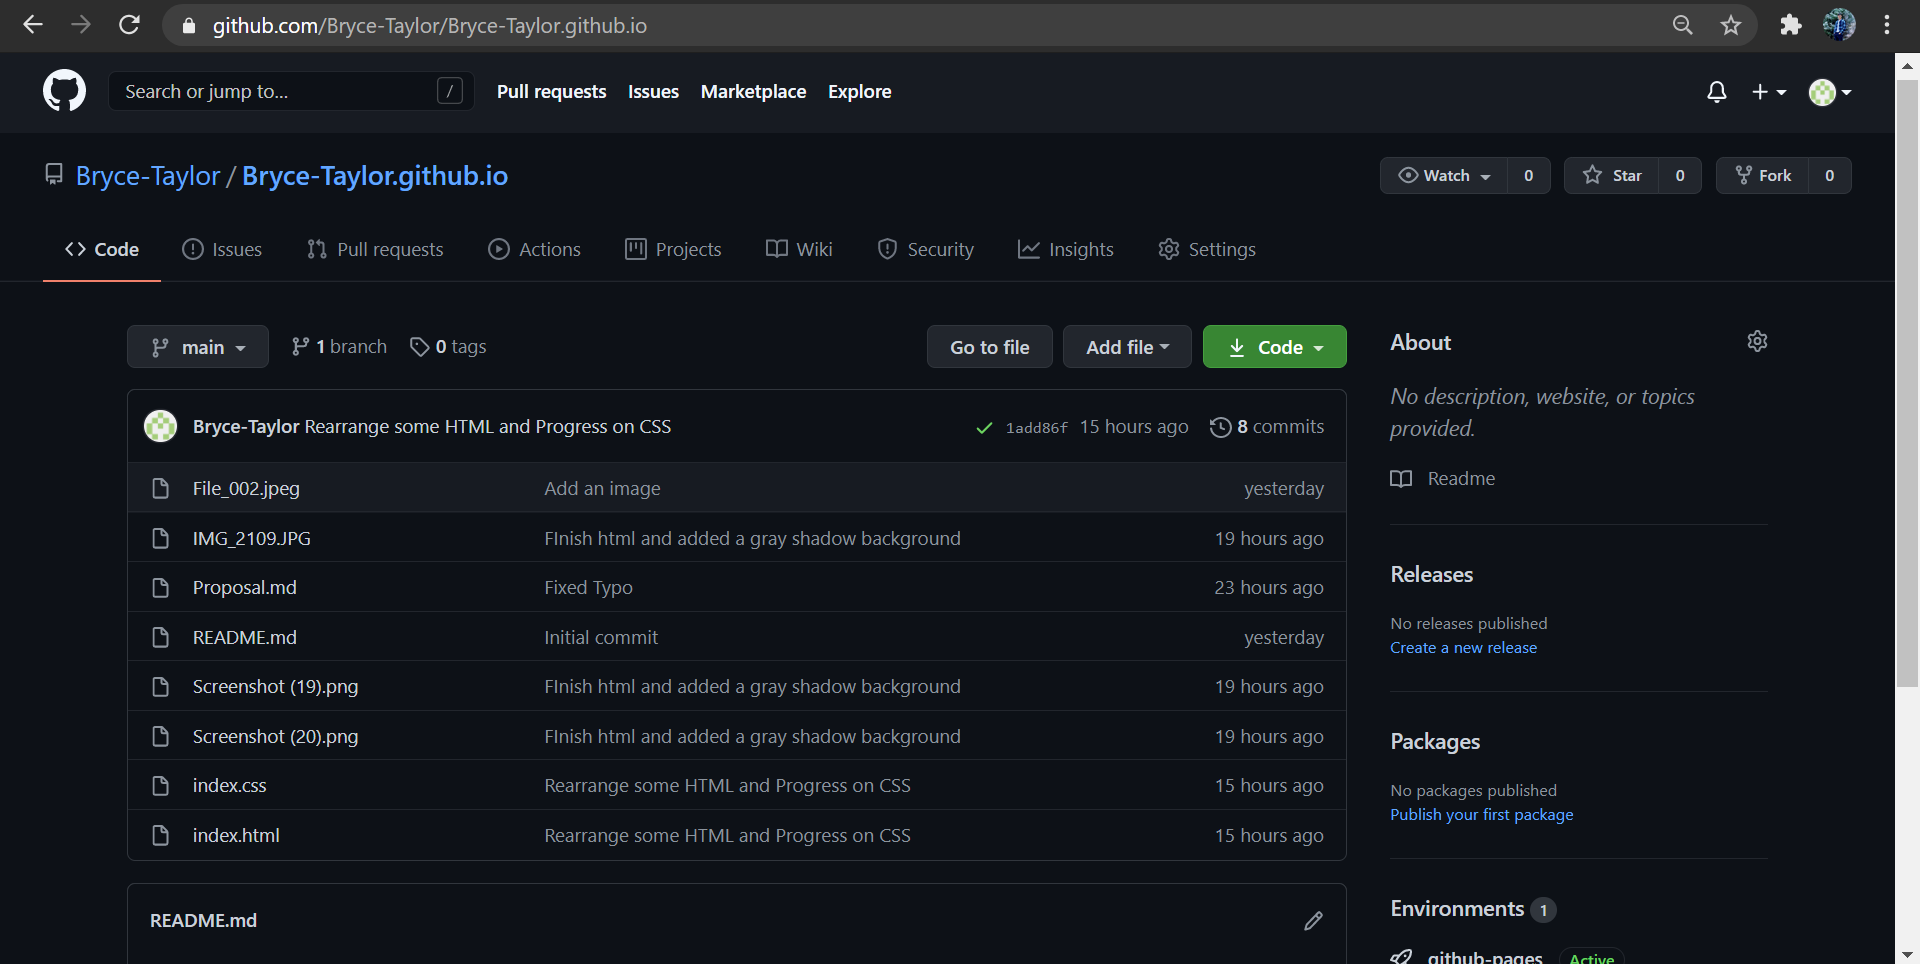 github.com/Bryce-Taylor/Bryce-Taylor.github.io
Search or jump to... /
Pull requests Issues Marketplace Explore
Bryce-Taylor / Bryce-Taylor.github.io
Watch 0 Star 0 Fork 0
Code Issues Pull requests Actions Projects Wiki Security Insights Settings
main 1 branch 0 tags Go to file Add file Code
Bryce-Taylor Rearrange some HTML and Progress on CSS 1add86f 15 hours ago 8 commits
File_002.jpeg Add an image yesterday
IMG_2109.JPG FInish html and added a gray shadow background 19 hours ago
Proposal.md Fixed Typo 23 hours ago
README.md Initial commit yesterday
Screenshot (19).png FInish html and added a gray shadow background 19 hours ago
Screenshot (20).png FInish html and added a gray shadow background 19 hours ago
index.css Rearrange some HTML and Progress on CSS 15 hours ago
index.html Rearrange some HTML and Progress on CSS 15 hours ago
README.md
About
No description, website, or topics
provided.
Readme
Releases
No releases published
Create a new release
Packages
No packages published
Publish your first package
Environments 1
github-pages Active